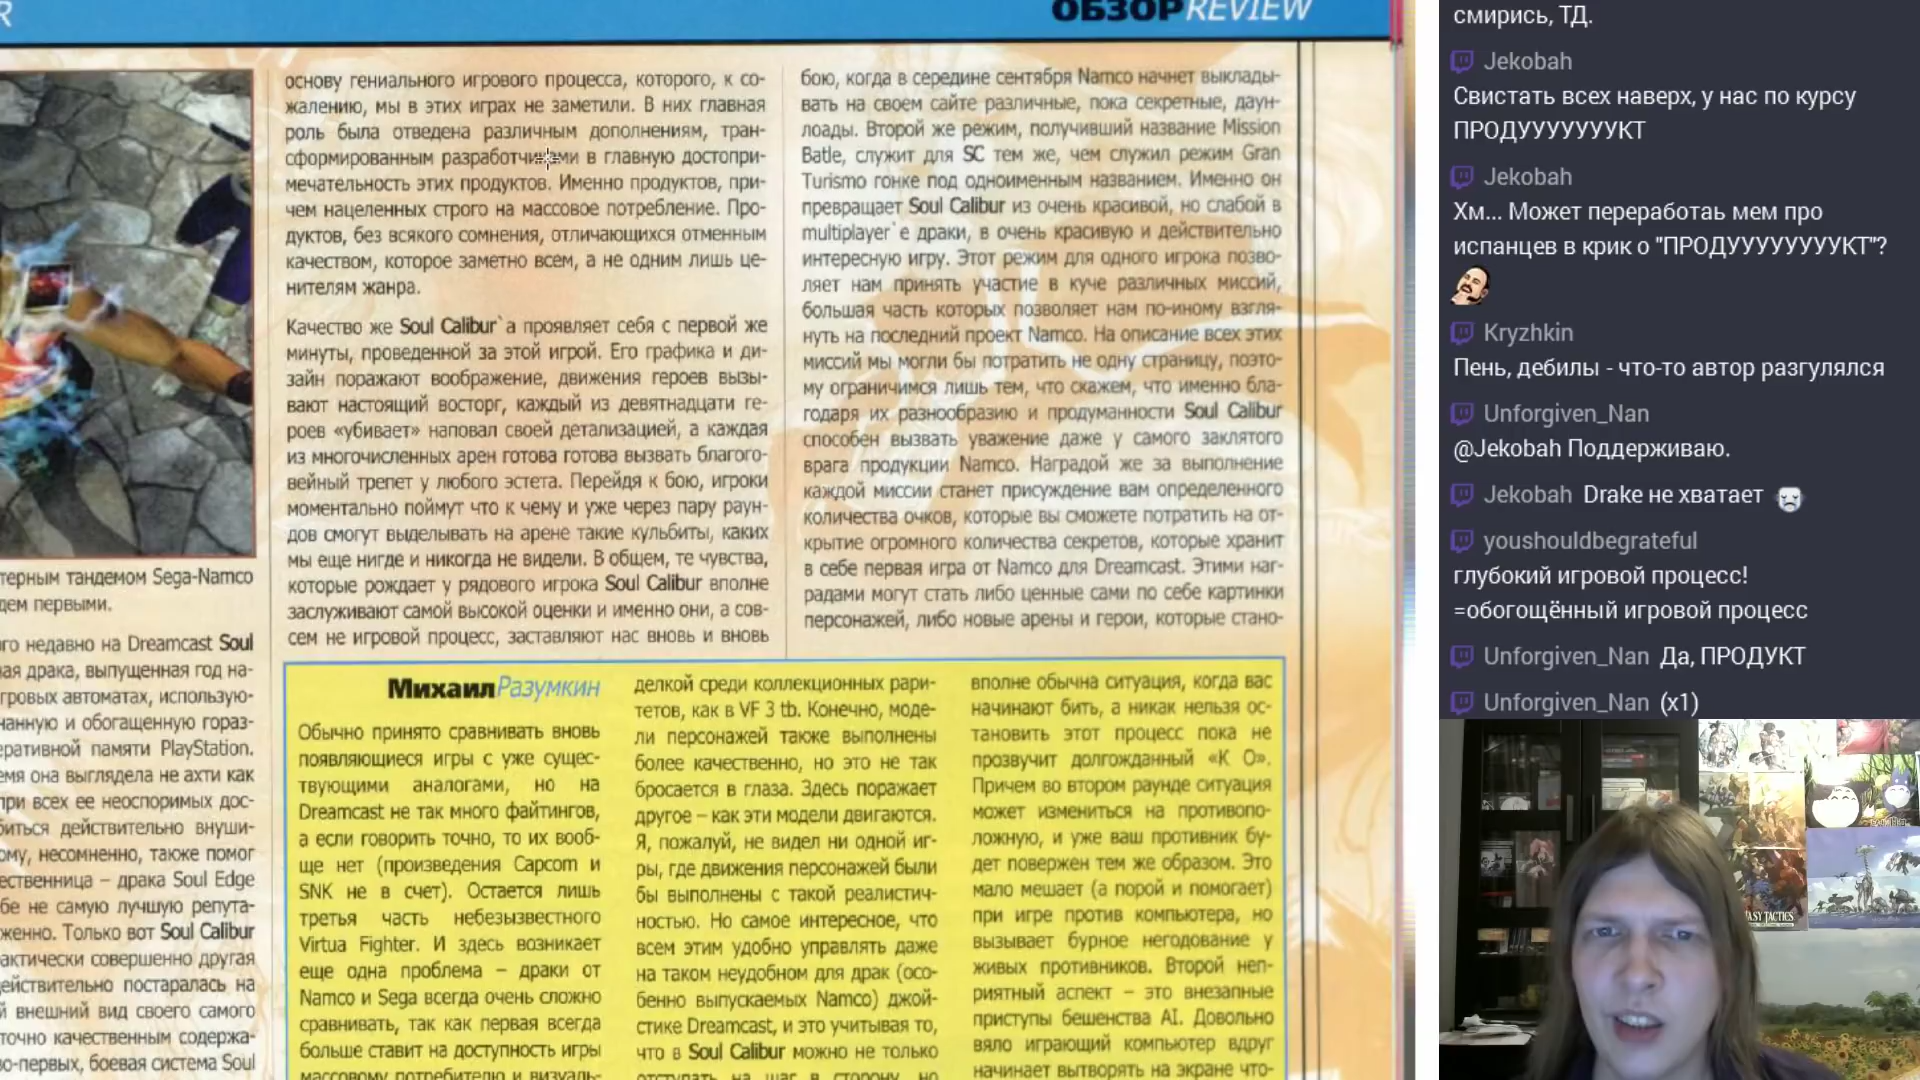 R
ОБЗОРREVIEW
терным тандемом Sega-Namco
дем первыми.
го недавно на Dreamcast Soul
ная драка, выпущенная год на-
гровых автоматах, использую-
нанную и обогащенную гораз-
еративной памяти PlayStation.
емя она выглядела не ахти как
при всех ее неоспоримых дос-
биться действительно внуши-
ому, несомненно, также помог
ественница – драка Soul Edge
бе не самую лучшую репута-
жено. Только вот Soul Calibur
актически совершенно другая
действительно постаралась на
й внешний вид своего самого
точно качественным содержа-
во-первых, боевая система Soul
основу гениального игрового процесса, которого, к со-
жалению, мы в этих играх не заметили. В них главная
роль была отведена различным дополнениям, тран-
сформированным разработчиками в главную достопри-
мечательность этих продуктов. Именно продуктов, при-
чем нацеленных строго на массовое потребление. Про-
дуктов, без всякого сомнения, отличающихся отменным
качеством, которое заметно всем, а не одним лишь це-
нителям жанра.
Качество же Soul Calibur`а проявляет себя с первой же
минуты, проведенной за этой игрой. Его графика и ди-
зайн поражают воображение, движения героев вызы-
вают настоящий восторг, каждый из девятнадцати ге-
роев «убивает» наповал своей детализацией, а каждая
из многочисленных арен готова готова вызвать благого-
вейный трепет у любого эстета. Перейдя к бою, игроки
моментально поймут что к чему и уже через пару раун-
дов смогут выделывать на арене такие кульбиты, каких
мы еще нигде и никогда не видели. В общем, те чувства,
которые рождает у рядового игрока Soul Calibur вполне
заслуживают самой высокой оценки и именно они, а сов-
сем не игровой процесс, заставляют нас вновь и вновь
бою, когда в середине сентября Namco начнет выклады-
вать на своем сайте различные, пока секретные, даун-
лоады. Второй же режим, получивший название Mission
Batle, служит для SC тем же, чем служил режим Gran
Turismo гонке под одноименным названием. Именно он
превращает Soul Calibur из очень красивой, но слабой в
multiplayer`е драки, в очень красивую и действительно
интересную игру. Этот режим для одного игрока позво-
ляет нам принять участие в куче различных миссий,
большая часть которых позволяет нам по-иному взгля-
нуть на последний проект Namco. На описание всех этих
миссий мы могли бы потратить не одну страницу, поэто-
му ограничимся лишь тем, что скажем, что именно бла-
годаря их разнообразию и продуманности Soul Calibur
способен вызвать уважение даже у самого заклятого
врага продукции Namco. Наградой же за выполнение
каждой миссии станет присуждение вам определенного
количества очков, которые вы сможете потратить на от-
крытие огромного количества секретов, которые хранит
в себе первая игра от Namco для Dreamcast. Этими наг-
радами могут стать либо ценные сами по себе картинки
персонажей, либо новые арены и герои, которые стано-
МихаилРазумкин
Обычно принято сравнивать вновь
появляющиеся игры с уже сущес-
твующими аналогами, но на
Dreamcast не так много файтингов,
а если говорить точно, то их вооб-
ще нет (произведения Capcom и
SNK не в счет). Остается лишь
третья часть небезызвестного
Virtua Fighter. И здесь возникает
еще одна проблема – драки от
Namco и Sega всегда очень сложно
сравнивать, так как первая всегда
больше ставит на доступность игры
массовому потребителю и визуаль-
делкой среди коллекционных рари-
тетов, как в VF 3 tb. Конечно, моде-
ли персонажей также выполнены
более качественно, но это не так
бросается в глаза. Здесь поражает
другое – как эти модели двигаются.
Я, пожалуй, не видел ни одной иг-
ры, где движения персонажей были
бы выполнены с такой реалистич-
ностью. Но самое интересное, что
всем этим удобно управлять даже
на таком неудобном для драк (осо-
бенно выпускаемых Namco) джой-
стике Dreamcast, и это учитывая то,
что в Soul Calibur можно не только
отступать на шаг в сторону, но
вполне обычна ситуация, когда вас
начинают бить, а никак нельзя ос-
тановить этот процесс пока не
прозвучит долгожданный «К О».
Причем во втором раунде ситуация
может измениться на противопо-
ложную, и уже ваш противник бу-
дет повержен тем же образом. Это
мало мешает (а порой и помогает)
при игре против компьютера, но
вызывает бурное негодование у
живых противников. Второй неп-
риятный аспект – это внезапные
приступы бешенства AI. Довольно
вяло играющий компьютер вдруг
начинает вытворять на экране что-
смирись, ТД.
Jekobah
Свистать всех наверх, у нас по курсу
ПРОДУУУУУУУКТ
Jekobah
Хм... Может переработаь мем про
испанцев в крик о "ПРОДУУУУУУУУКТ"?
Kryzhkin
Пень, дебилы - что-то автор разгулялся
Unforgiven_Nan
@Jekobah Поддерживаю.
Jekobah Drake не хватает
youshouldbegrateful
глубокий игровой процесс!
=обогощённый игровой процесс
Unforgiven_Nan Да, ПРОДУКТ
Unforgiven_Nan (x1)
ASY TACTICS